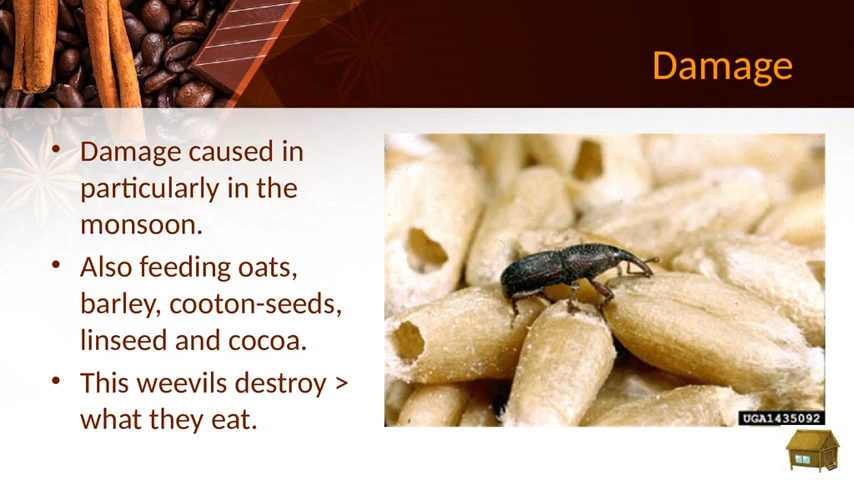 Damage
• Damage caused in
particularly in the
monsoon.
• Also feeding oats,
barley, cooton-seeds,
linseed and cocoa.
• This weevils destroy >
what they eat.
UGA1435092